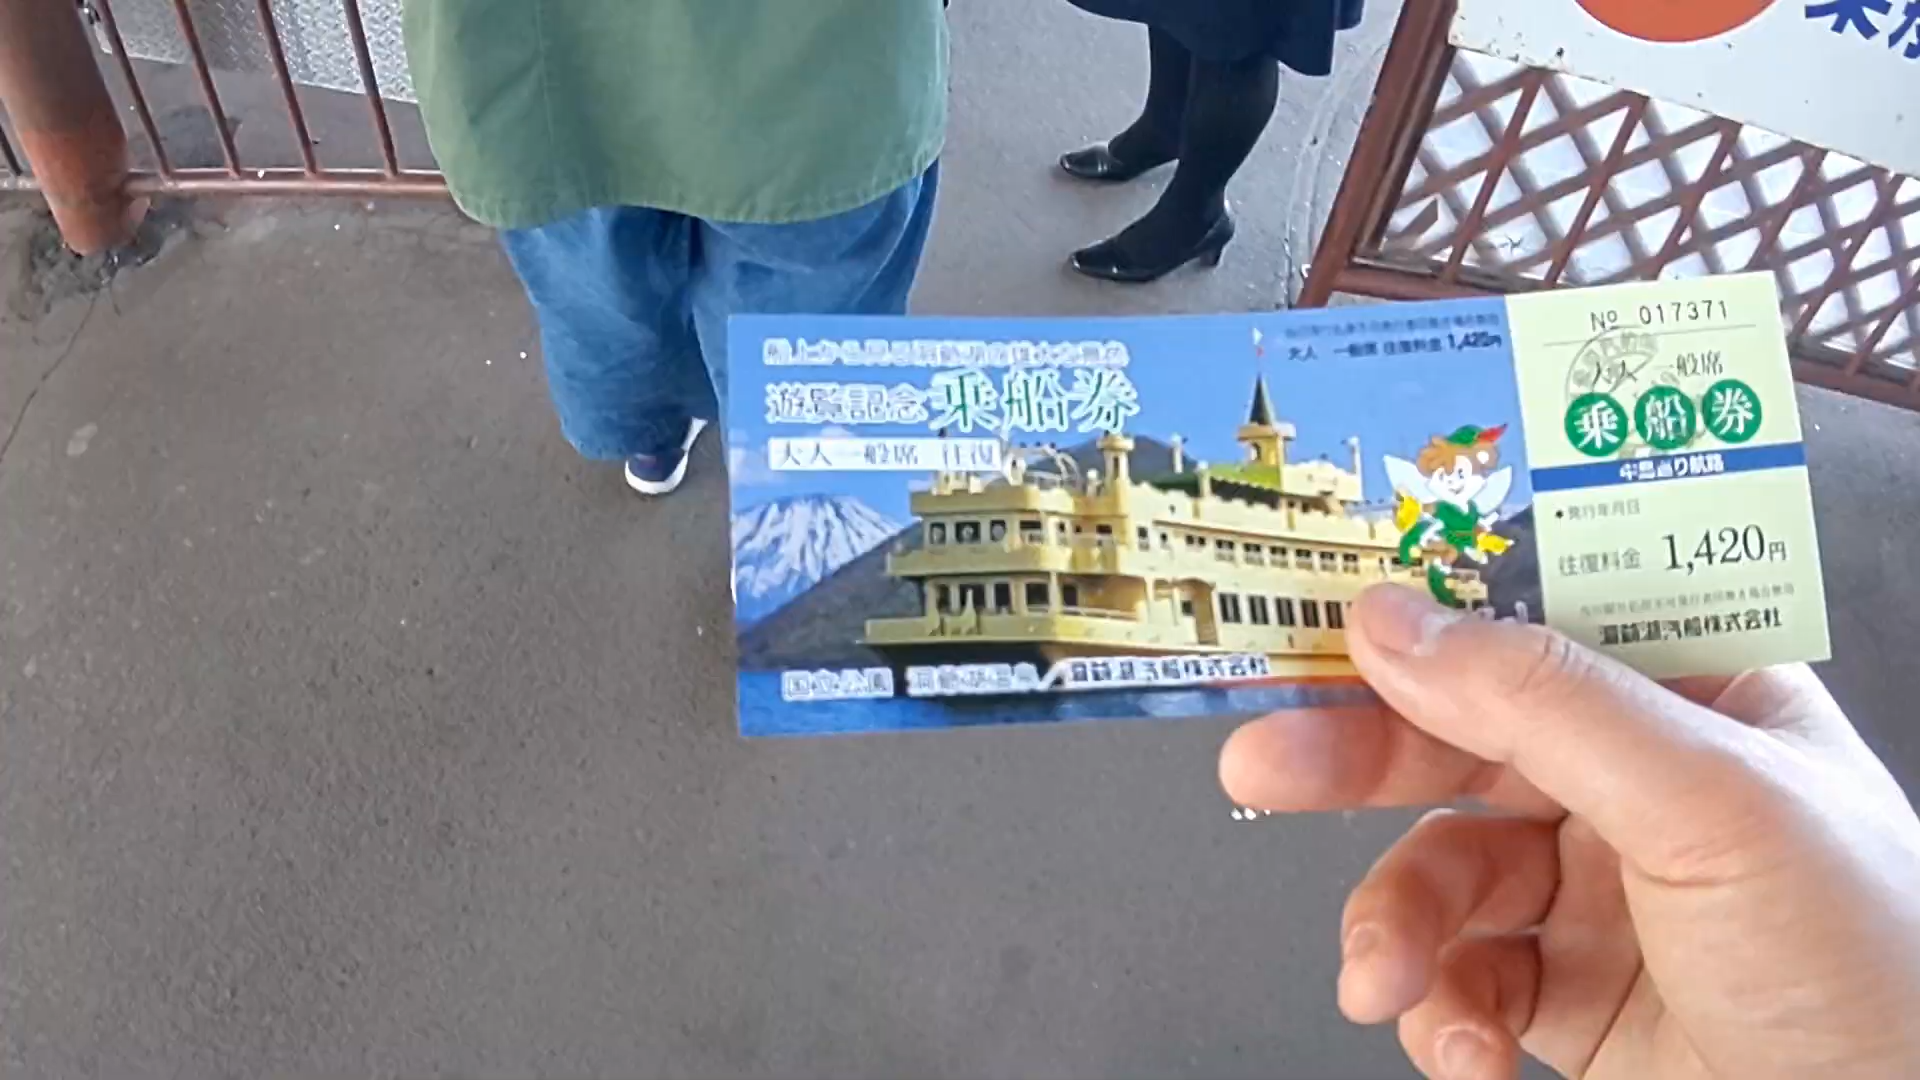 乗船
船上から見る洞爺湖の雄大な景色
遊覧記念 乗船券
大人一般席 往復
大人 一般席 往復料金 1,420円
国立公園 洞爺湖温泉/洞爺湖汽船株式会社
№ 017371
大人 一般席
乗船券
中島巡り航路
●発行年月日
往復料金 1,420円
洞爺湖汽船株式会社